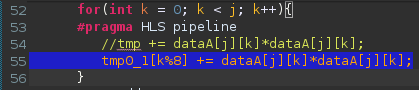 52 for(int k = 0; k < j; k++){
53 #pragma HLS pipeline
54 //tmp += dataA[j][k]*dataA[j][k];
55 tmp0_1[k%8] += dataA[j][k]*dataA[j][k];
56 }